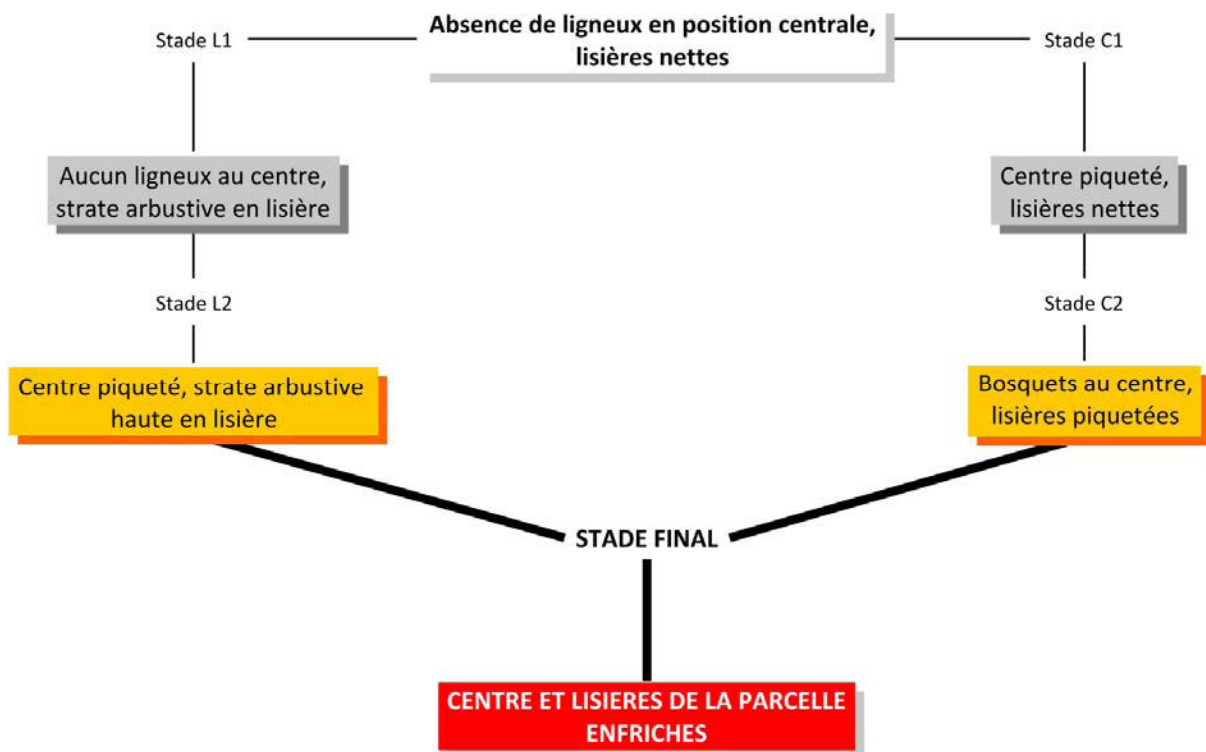 Absence de ligneux en position centrale,
lisières nettes
Stade L1
Stade C1
Aucun ligneux au centre,
strate arbustive en lisière
Centre piqueté,
lisières nettes
Stade L2
Stade C2
Centre piqueté, strate arbustive
haute en lisière
Bosquets au centre,
lisières piquetées
STADE FINAL
CENTRE ET LISIERES DE LA PARCELLE
ENFRICHES